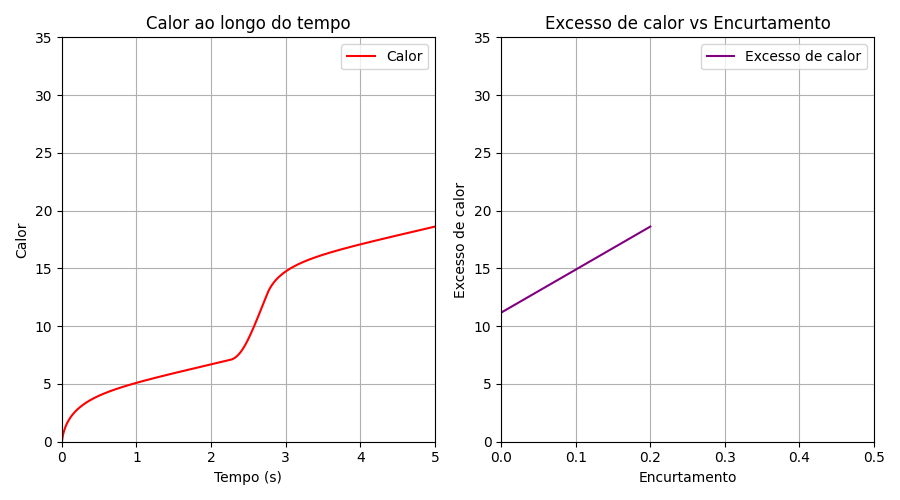 Calor ao longo do tempo
Calor
35
30
25
20
15
10
5
0
Calor
0 1 2 3 4 5
Tempo (s)
Excesso de calor vs Encurtamento
Excesso de calor
35
30
25
20
15
10
5
0
Excesso de calor
0.0 0.1 0.2 0.3 0.4 0.5
Encurtamento